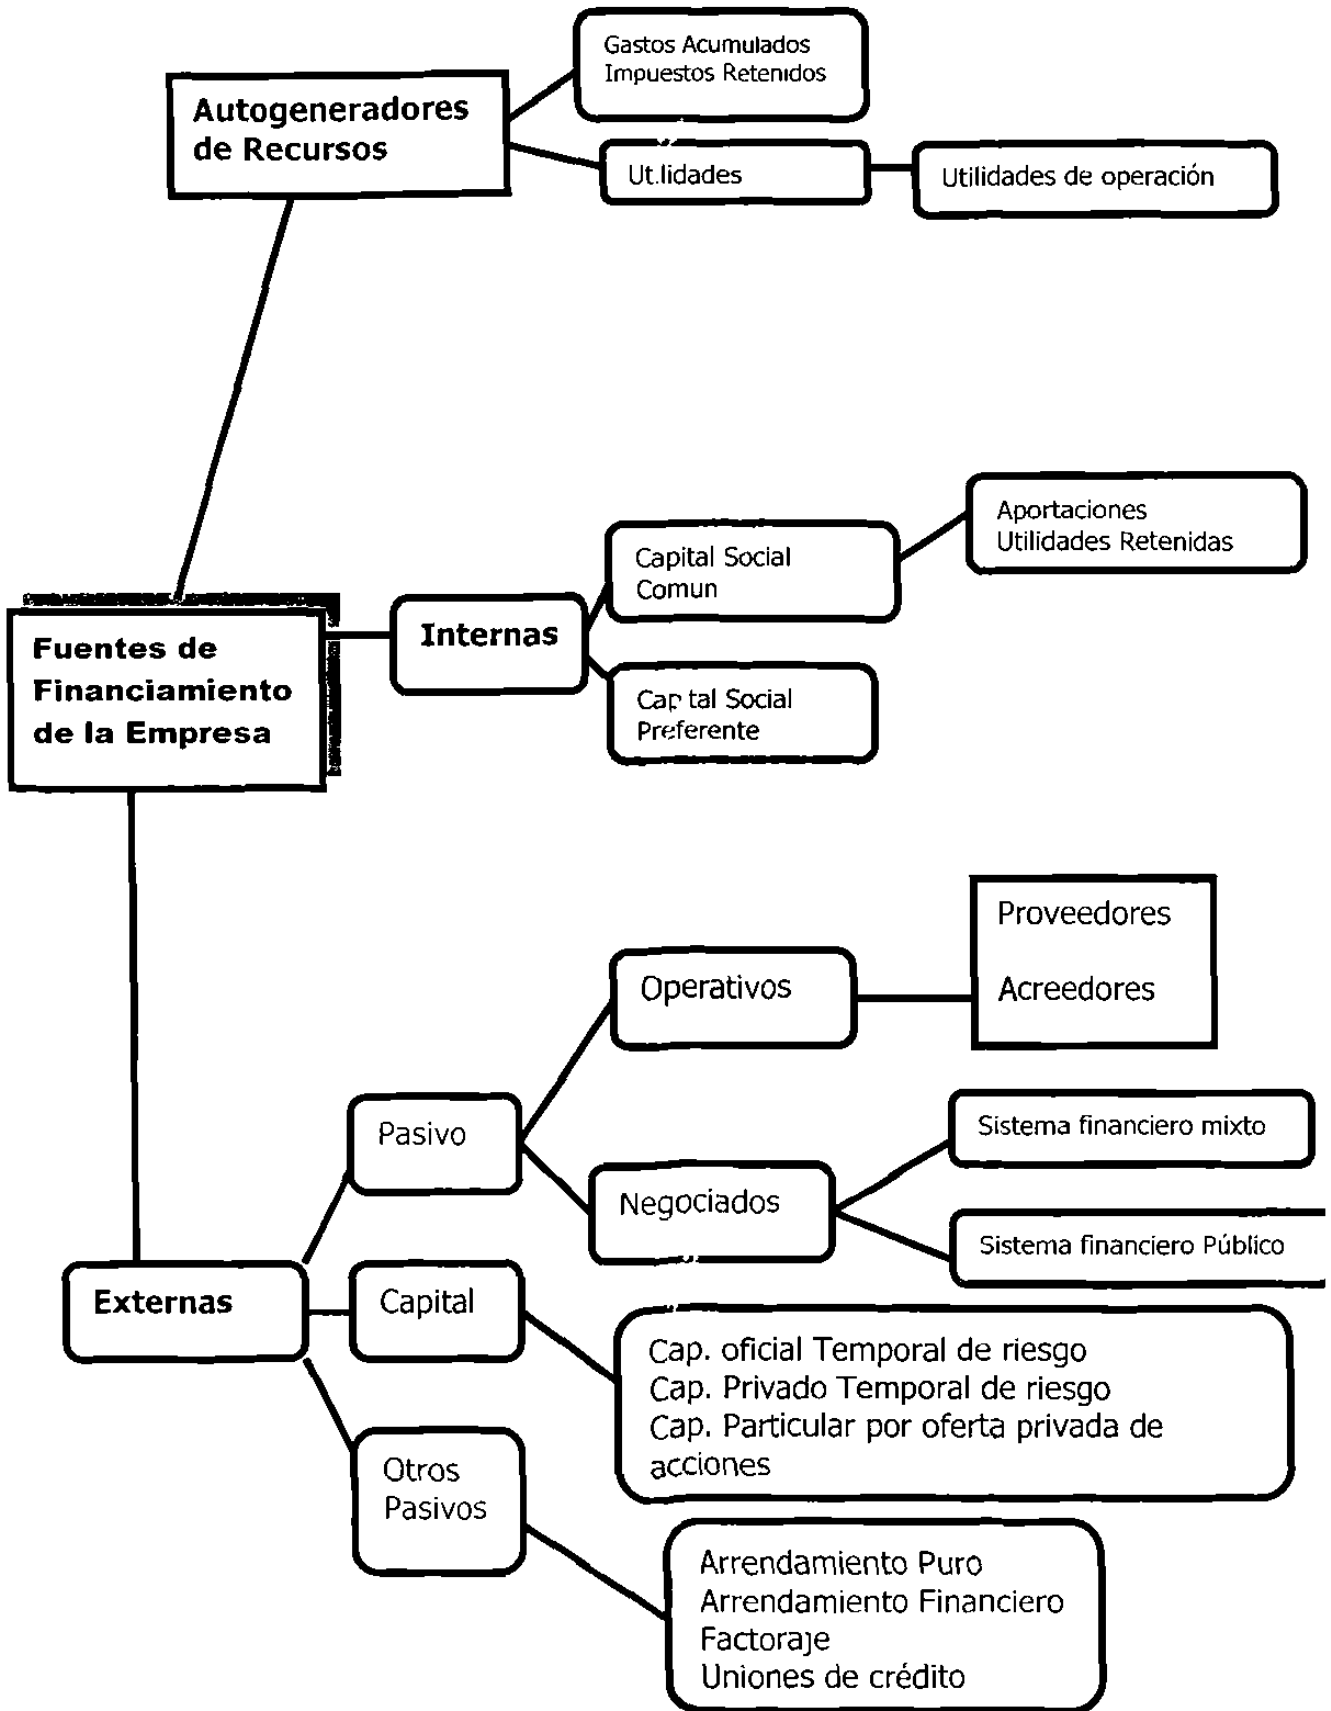 Gastos Acumulados
Impuestos Retenidos
Autogeneradores
de Recursos
Ut.lidades
Utilidades de operación
Aportaciones
Utilidades Retenidas
Capital Social
Comun
Internas
Fuentes de
Financiamiento
de la Empresa
Capital Social
Preferente
Proveedores
Operativos
Acreedores
Pasivo
Sistema financiero mixto
Negociados
Sistema financiero Público
Externas
Capital
Cap. oficial Temporal de riesgo
Cap. Privado Temporal de riesgo
Cap. Particular por oferta privada de
acciones
Otros
Pasivos
Arrendamiento Puro
Arrendamiento Financiero
Factoraje
Uniones de crédito